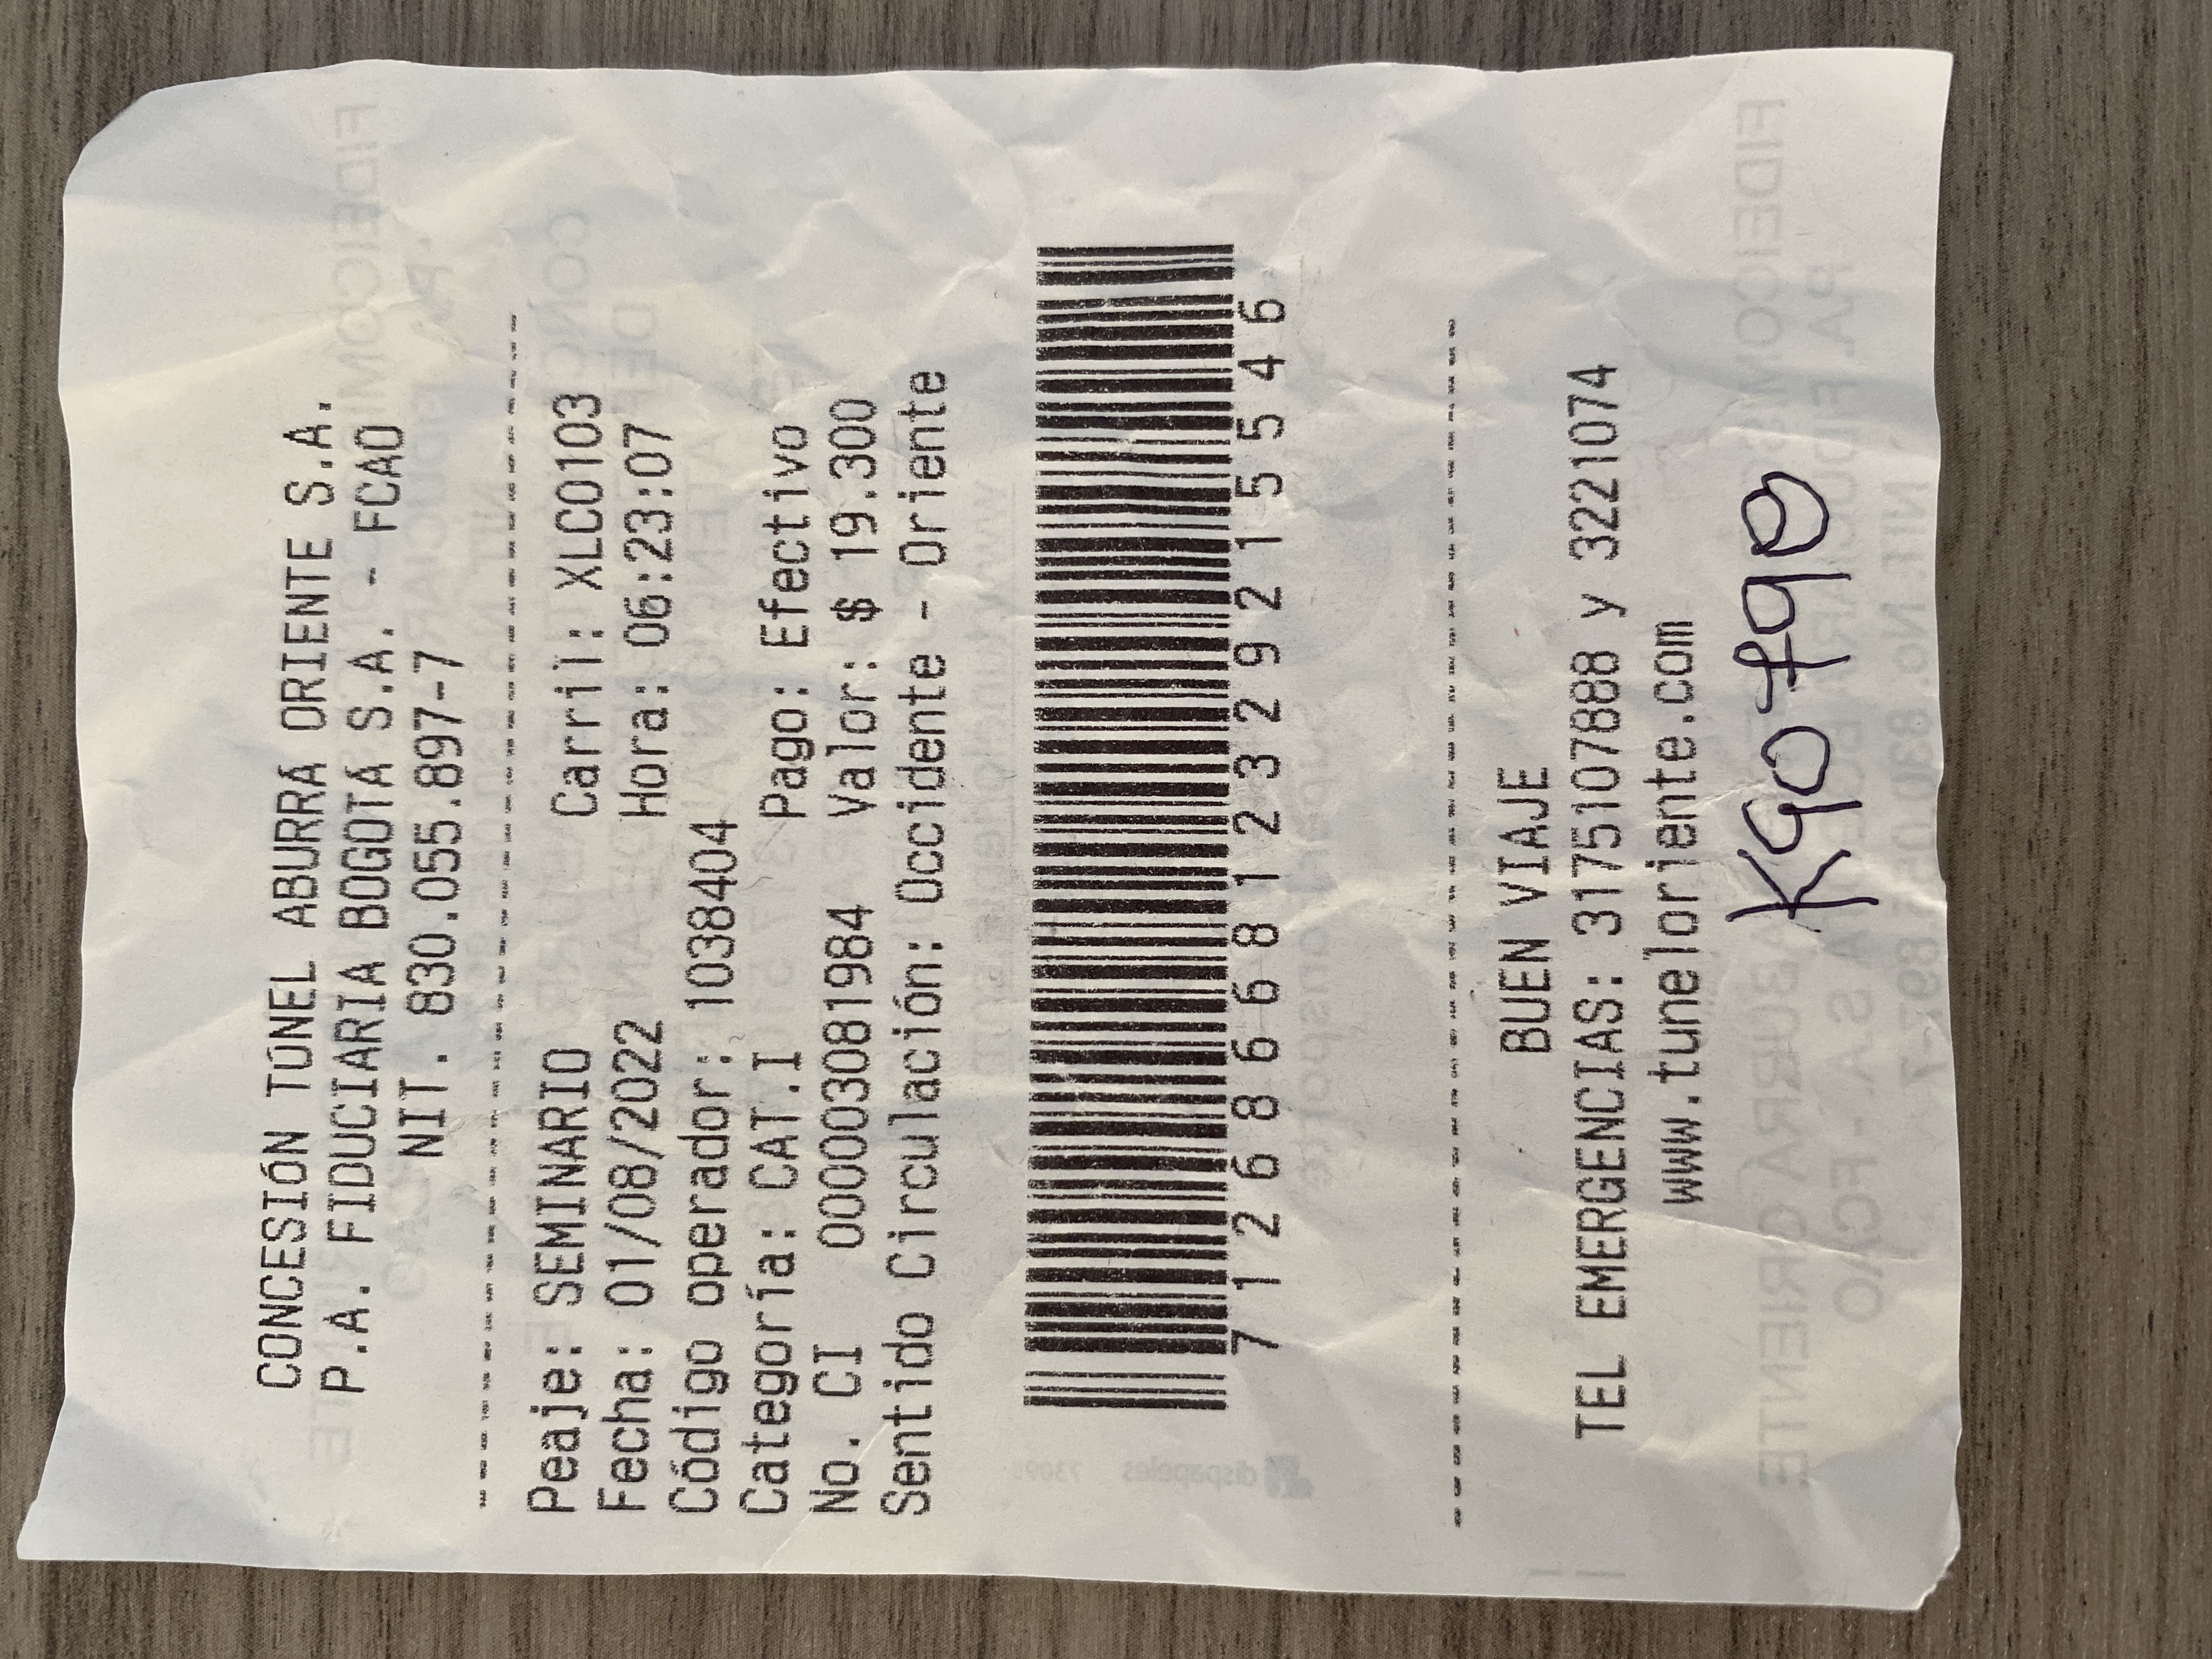 CONCESIÓN TÚNEL ABURRÁ ORIENTE S.A.
P.A. FIDUCIARIA BOGOTÁ S.A. - FCAO
NIT. 830.055.897-7
Peaje: SEMINARIO Carril: XLC0103
Fecha: 01/08/2022 Hora: 06:23:07
Código operador: 1038404
Categoría: CAT.I Pago: Efectivo
No. CI 000003081984 Valor: $ 19.300
Sentido Circulación: Occidente - Oriente
7 1 2 6 8 6 6 8 1 2 3 2 9 2 1 5 5 4 6
BUEN VIAJE
TEL EMERGENCIAS: 3175107888 y 3221074
www.tuneloriente.com